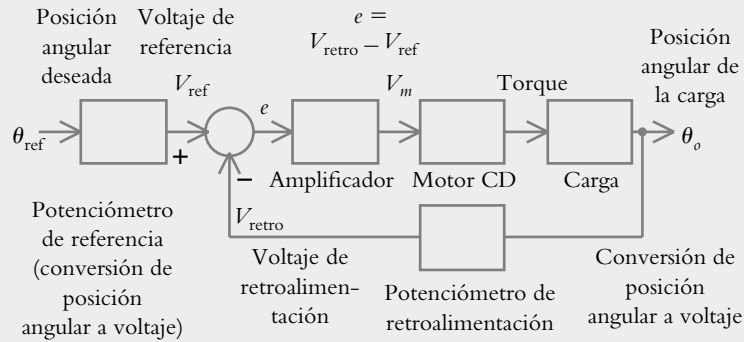 Posición
angular
deseada
Voltaje de
referencia
e =
V_retro – V_ref
Posición
angular de
la carga
V_ref
e
V_m
Torque
θ_ref
+
−
θ_o
Amplificador
Motor CD
Carga
Potenciómetro
de referencia
(conversión de
posición
angular a voltaje)
V_retro
Voltaje de
retroalimen-
tación
Potenciómetro de
retroalimentación
Conversión de
posición
angular a voltaje